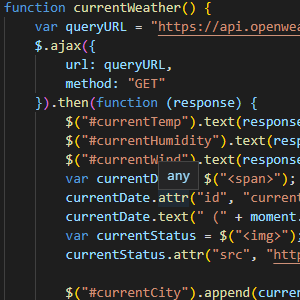 function currentWeather() {
var queryURL = "https://api.openwea
$.ajax({
url: queryURL,
method: "GET"
}).then(function (response) {
$("#currentTemp").text(response
$("#currentHumidity").text(resp
$("#currentWind").text(response
var currentD $("<span>");
any
currentDate.attr("id", "current
currentDate.text(" (" + moment.
var currentStatus = $("<img>");
currentStatus.attr("src", "http
$("#currentCity").append(curren